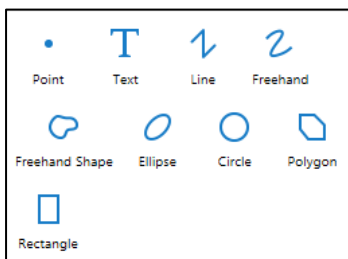 Point Text Line Freehand
Freehand Shape Ellipse Circle Polygon
Rectangle